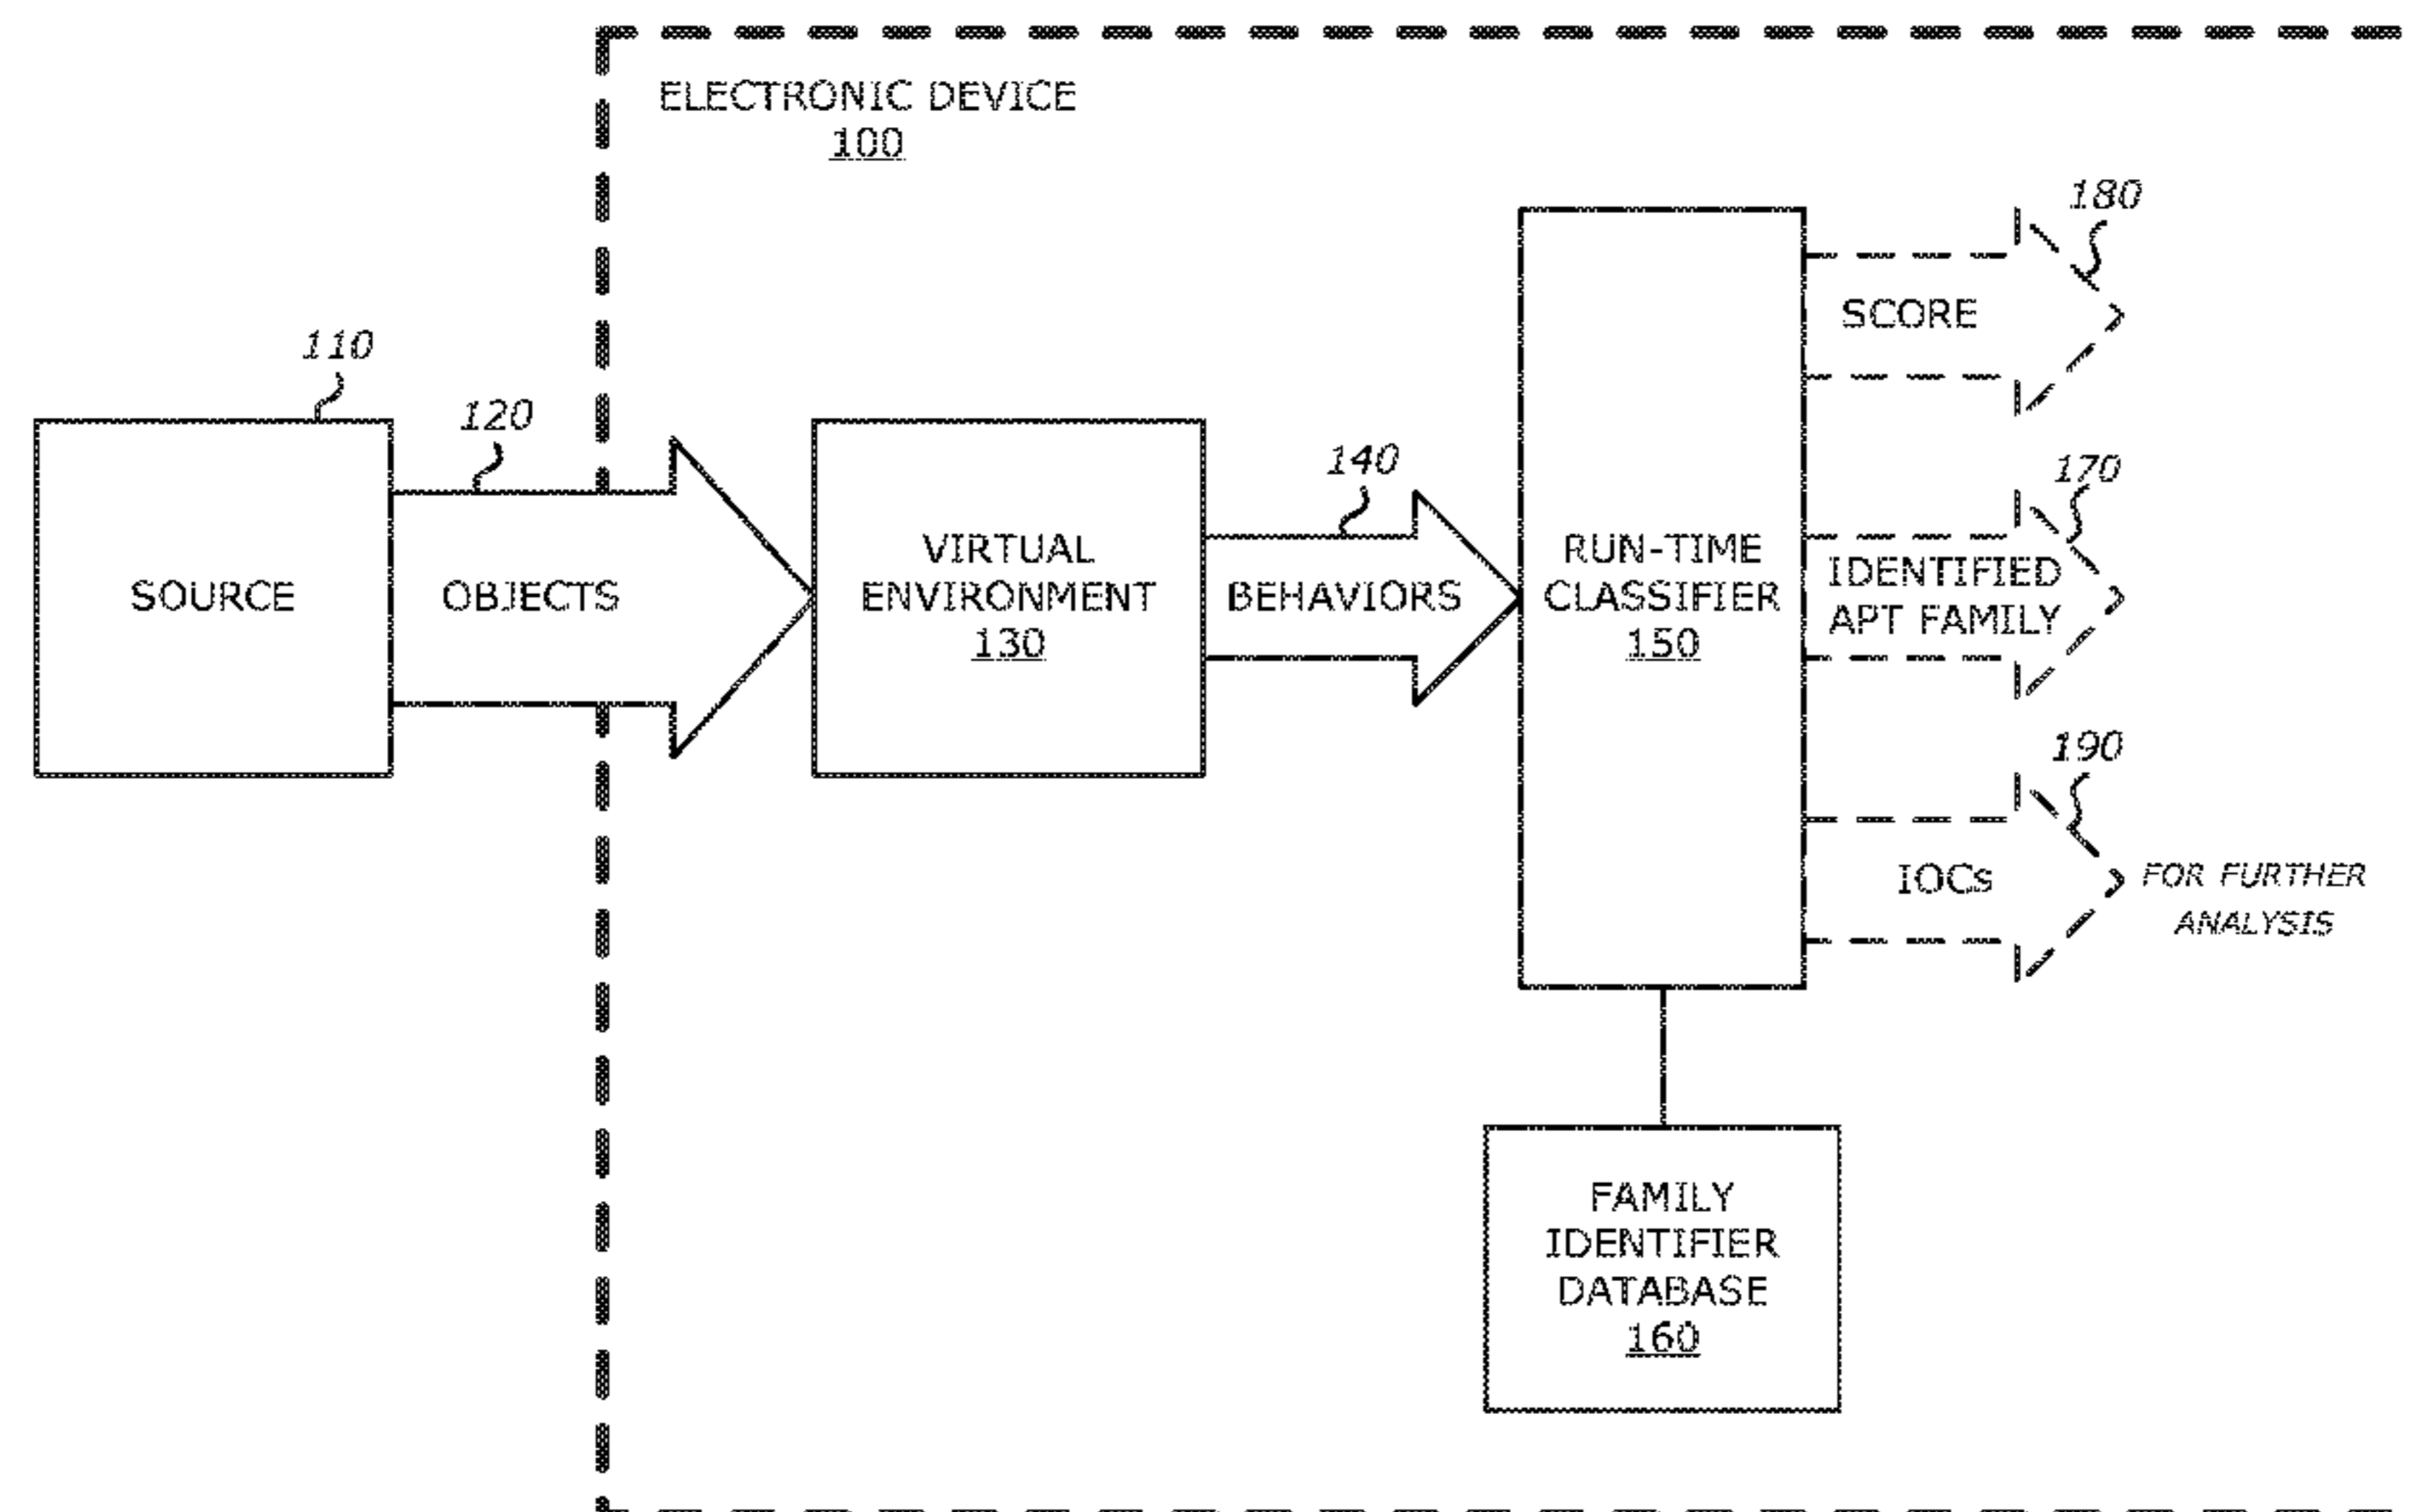 ELECTRONIC DEVICE
100
110
SOURCE
120
OBJECTS
VIRTUAL
ENVIRONMENT
130
140
BEHAVIORS
RUN-TIME
CLASSIFIER
150
180
SCORE
170
IDENTIFIED
APT FAMILY
190
IOCs
FOR FURTHER
ANALYSIS
FAMILY
IDENTIFIER
DATABASE
160